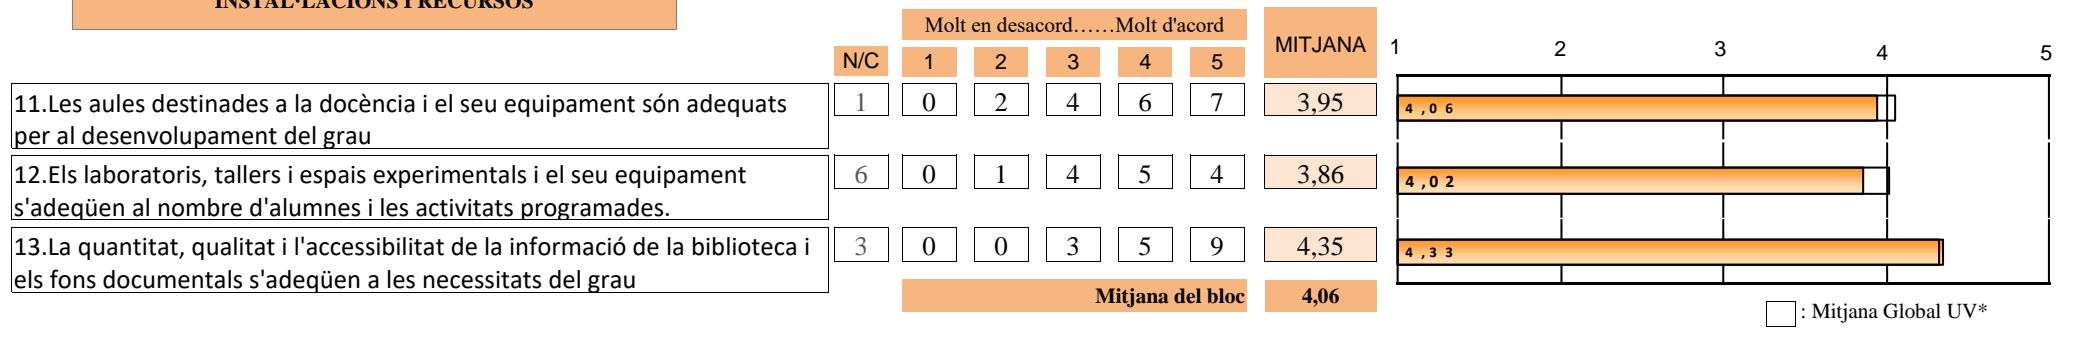 INSTAL·LACIONS I RECURSOS
Molt en desacord……Molt d'acord
MITJANA
N/C 1 2 3 4 5
1 2 3 4 5
11.Les aules destinades a la docència i el seu equipament són adequats
per al desenvolupament del grau
1 0 2 4 6 7 3,95
4,06
12.Els laboratoris, tallers i espais experimentals i el seu equipament
s'adeqüen al nombre d'alumnes i les activitats programades.
6 0 1 4 5 4 3,86
4,02
13.La quantitat, qualitat i l'accessibilitat de la informació de la biblioteca i
els fons documentals s'adeqüen a les necessitats del grau
3 0 0 3 5 9 4,35
4,33
Mitjana del bloc 4,06
: Mitjana Global UV*